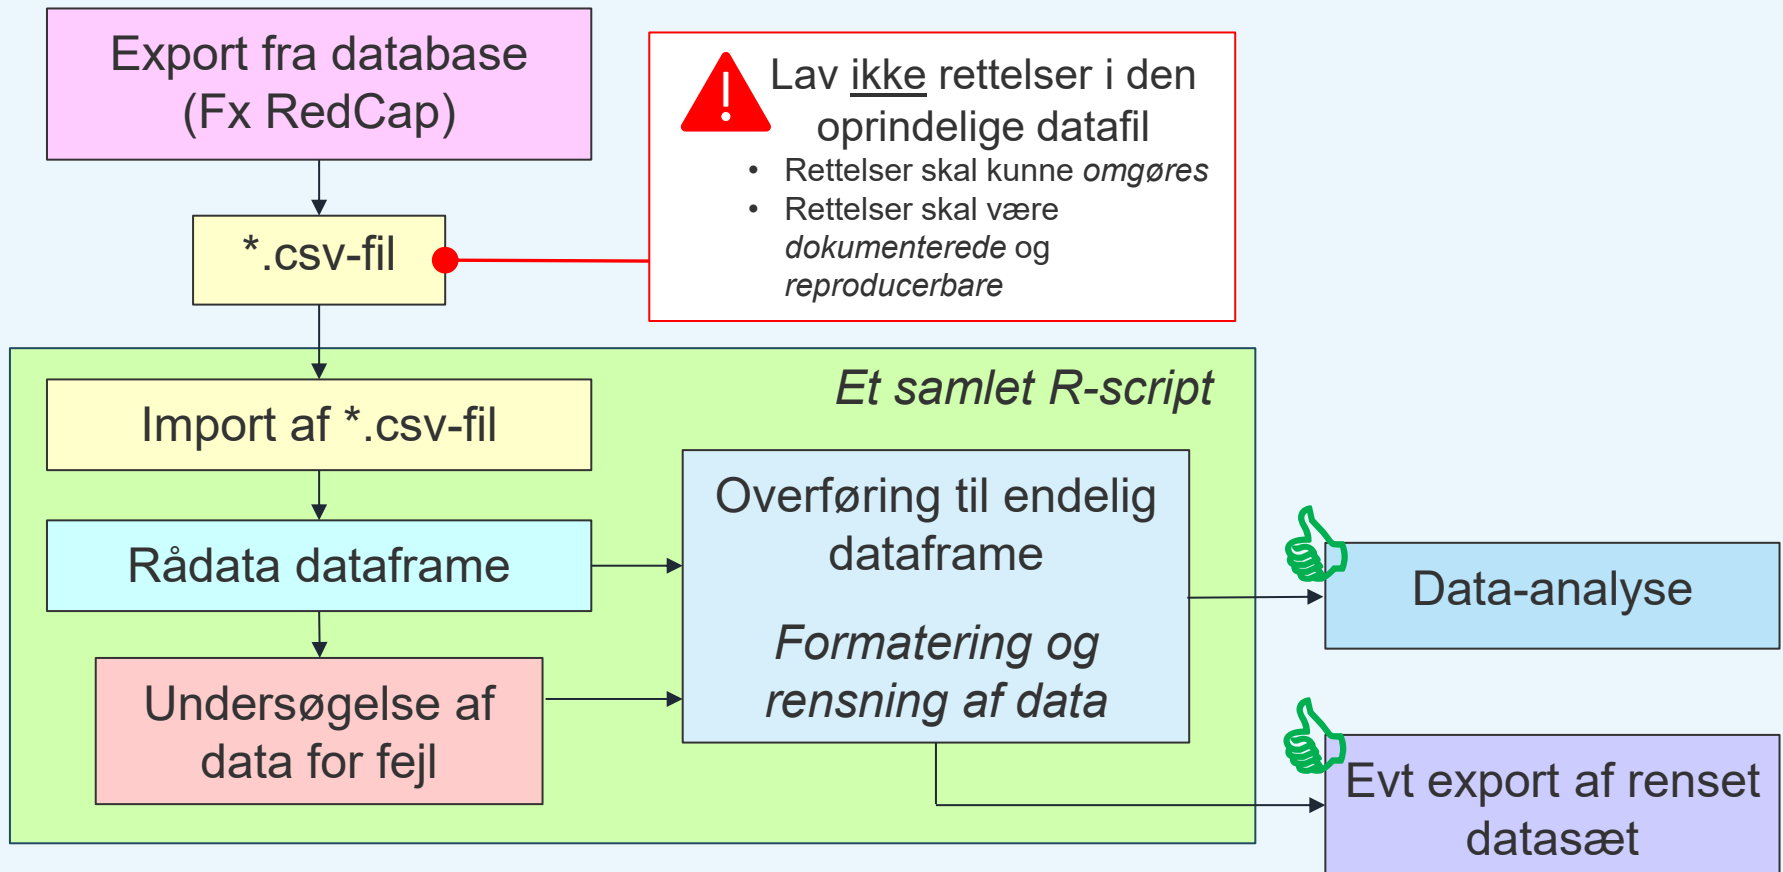 Export fra database
(Fx RedCap)
Lav ikke rettelser i den
oprindelige datafil
• Rettelser skal kunne omgøres
• Rettelser skal være
dokumenterede og
reproducerbare
*.csv-fil
Et samlet R-script
Import af *.csv-fil
Rådata dataframe
Undersøgelse af
data for fejl
Overføring til endelig
dataframe
Formatering og
rensning af data
Data-analyse
Evt export af renset
datasæt